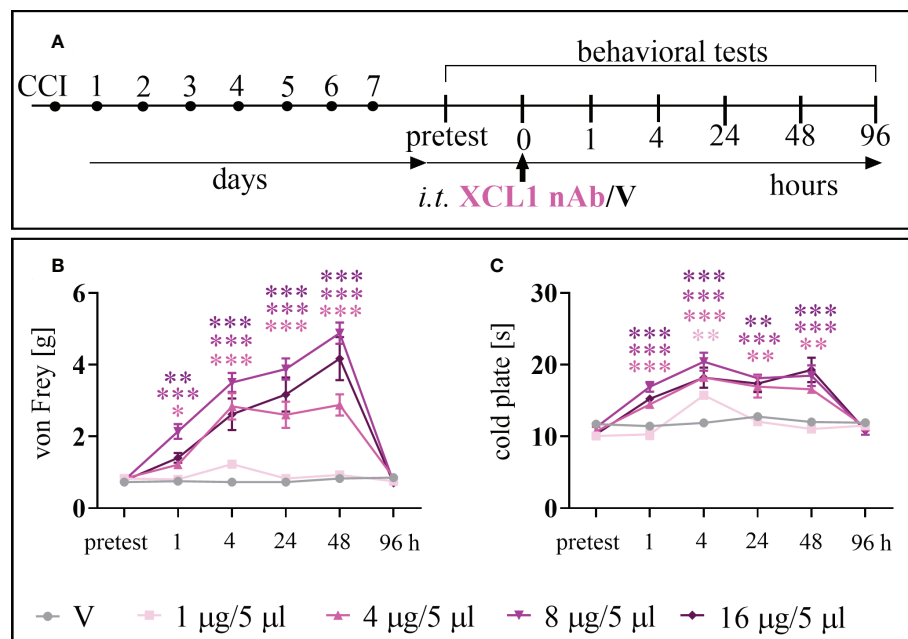 A
behavioral tests
CCI 1 2 3 4 5 6 7
pretest 0 1 4 24 48 96
days
hours
i.t. XCL1 nAb/V
B
von Frey [g]
6
4
2
0
** *** *** ***
*** *** *** ***
* *** *** ***
pretest 1 4 24 48 96 h
C
cold plate [s]
30
20
10
0
*** *** ** ***
*** *** *** ***
*** *** ** **
**
pretest 1 4 24 48 96 h
V 1 μg/5 μl 4 μg/5 μl 8 μg/5 μl 16 μg/5 μl